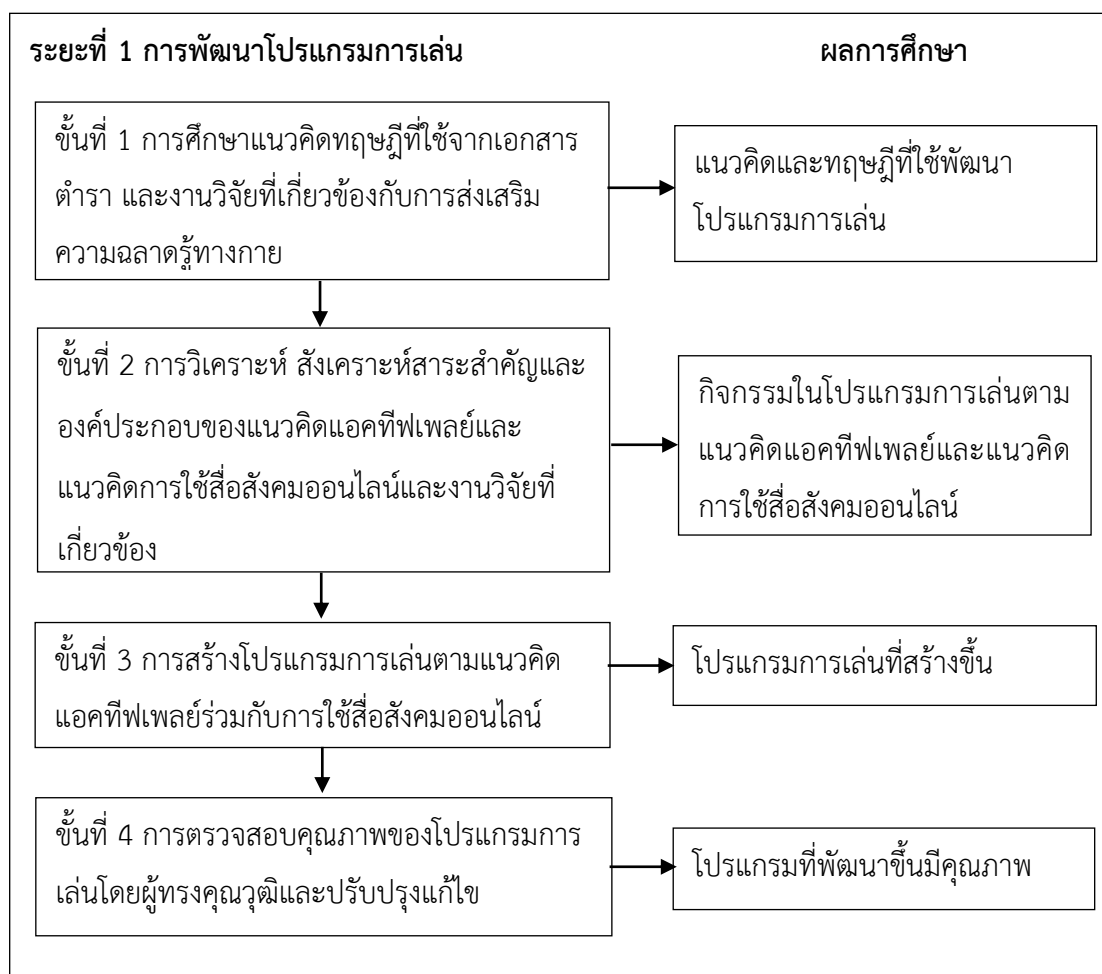 ระยะที่ 1 การพัฒนาโปรแกรมการเล่น
ผลการศึกษา
ขั้นที่ 1 การศึกษาแนวคิดทฤษฎีที่ใช้จากเอกสาร
ตำรา และงานวิจัยที่เกี่ยวข้องกับการส่งเสริม
ความฉลาดรู้ทางกาย
แนวคิดและทฤษฎีที่ใช้พัฒนา
โปรแกรมการเล่น
ขั้นที่ 2 การวิเคราะห์ สังเคราะห์สาระสำคัญและ
องค์ประกอบของแนวคิดแอคทีฟเพลย์และ
แนวคิดการใช้สื่อสังคมออนไลน์และงานวิจัยที่
เกี่ยวข้อง
กิจกรรมในโปรแกรมการเล่นตาม
แนวคิดแอคทีฟเพลย์และแนวคิด
การใช้สื่อสังคมออนไลน์
ขั้นที่ 3 การสร้างโปรแกรมการเล่นตามแนวคิด
แอคทีฟเพลย์ร่วมกับการใช้สื่อสังคมออนไลน์
โปรแกรมการเล่นที่สร้างขึ้น
ขั้นที่ 4 การตรวจสอบคุณภาพของโปรแกรมการ
เล่นโดยผู้ทรงคุณวุฒิและปรับปรุงแก้ไข
โปรแกรมที่พัฒนาขึ้นมีคุณภาพ